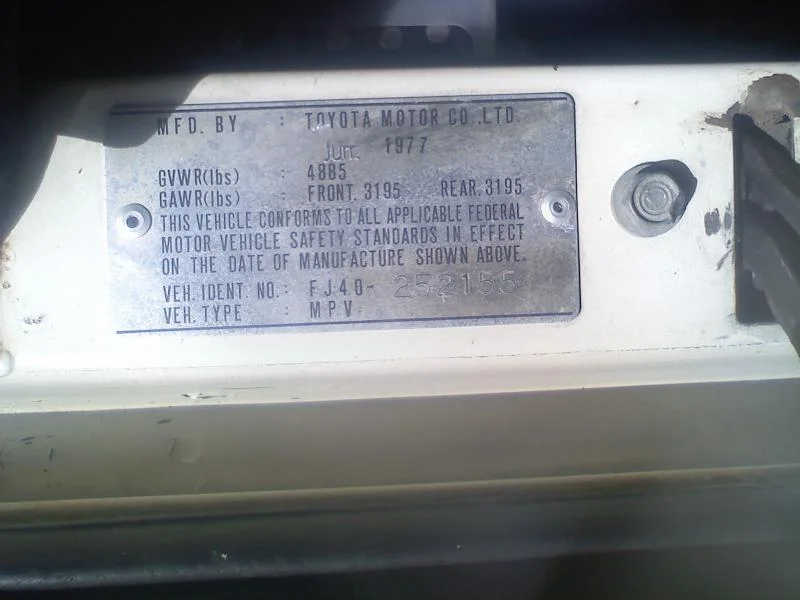 MFD. BY : TOYOTA MOTOR CO.,LTD.
Jun. 1977
GVWR(lbs) : 4885
GAWR(lbs) : FRONT. 3195 REAR. 3195
THIS VEHICLE CONFORMS TO ALL APPLICABLE FEDERAL
MOTOR VEHICLE SAFETY STANDARDS IN EFFECT
ON THE DATE OF MANUFACTURE SHOWN ABOVE.
VEH. IDENT. NO. : FJ40- 252155
VEH. TYPE : MPV